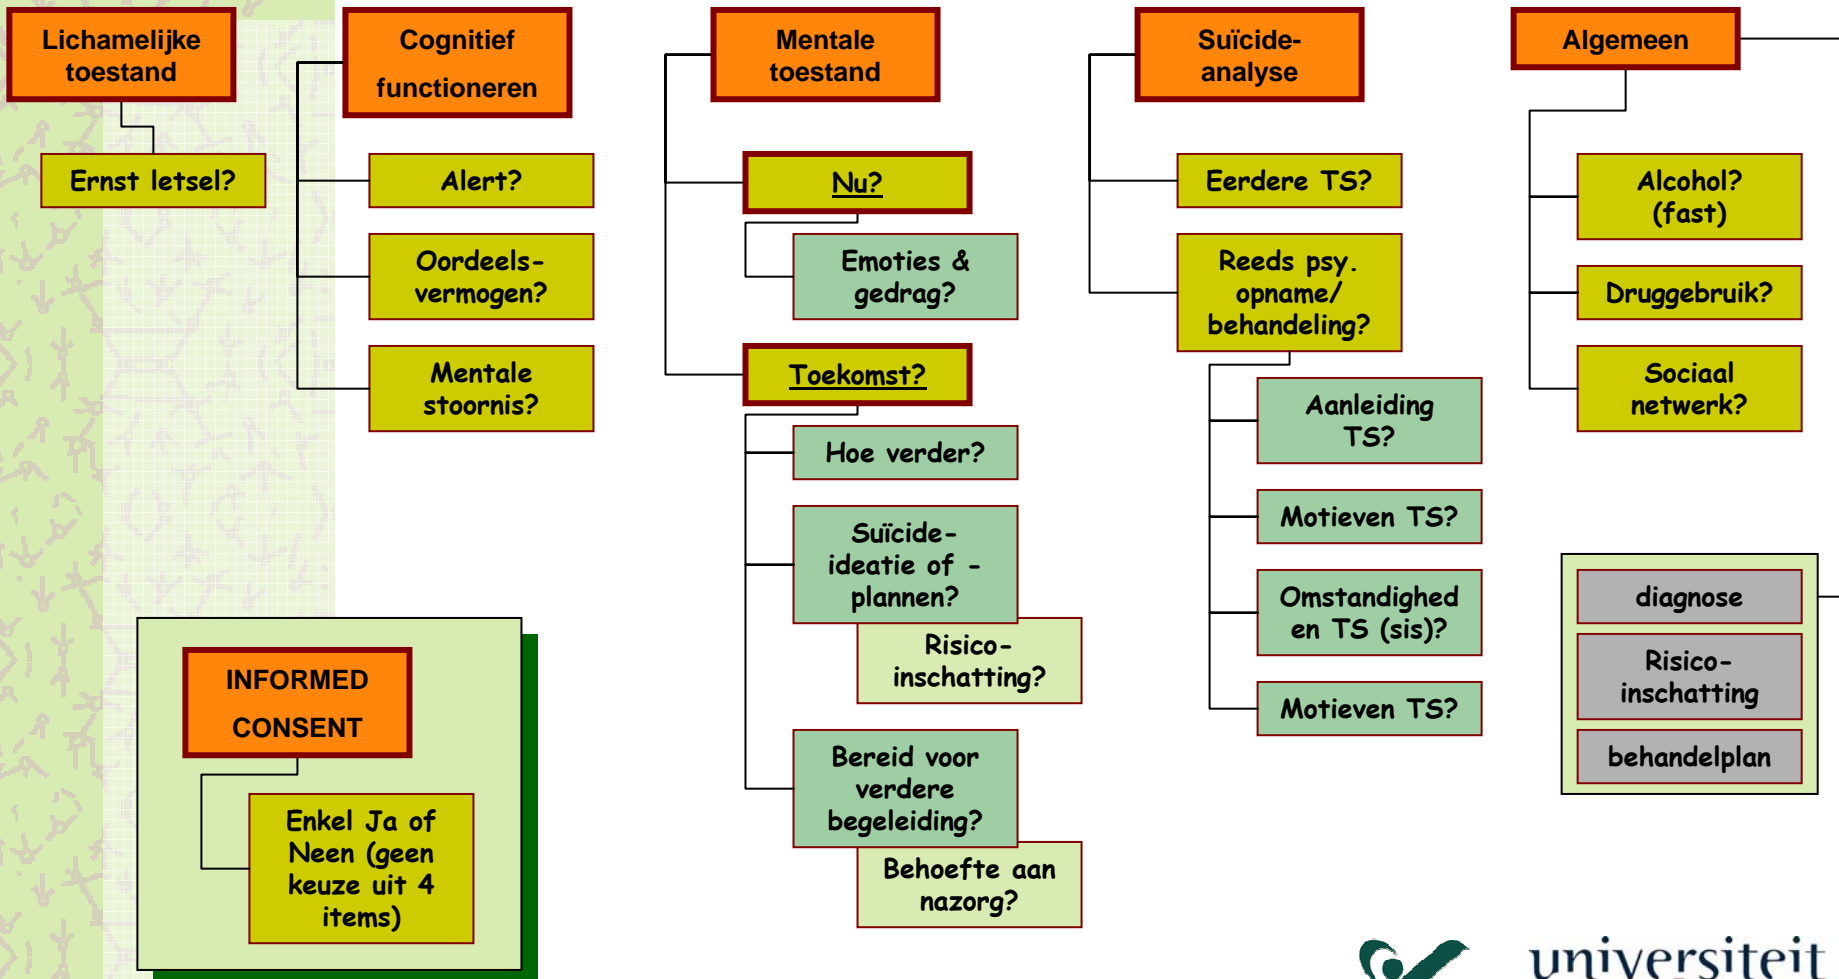 Lichamelijke
toestand
Ernst letsel?
Cognitief
functioneren
Alert?
Oordeels-
vermogen?
Mentale
stoornis?
Mentale
toestand
Nu?
Emoties &
gedrag?
Toekomst?
Hoe verder?
Suïcide-
ideatie of -
plannen?
Risico-
inschatting?
Bereid voor
verdere
begeleiding?
Behoefte aan
nazorg?
Suïcide-
analyse
Eerdere TS?
Reeds psy.
opname/
behandeling?
Aanleiding
TS?
Motieven TS?
Omstandighed
en TS (sis)?
Motieven TS?
Algemeen
Alcohol?
(fast)
Druggebruik?
Sociaal
netwerk?
diagnose
Risico-
inschatting
behandelplan
INFORMED
CONSENT
Enkel Ja of
Neen (geen
keuze uit 4
items)
universiteit